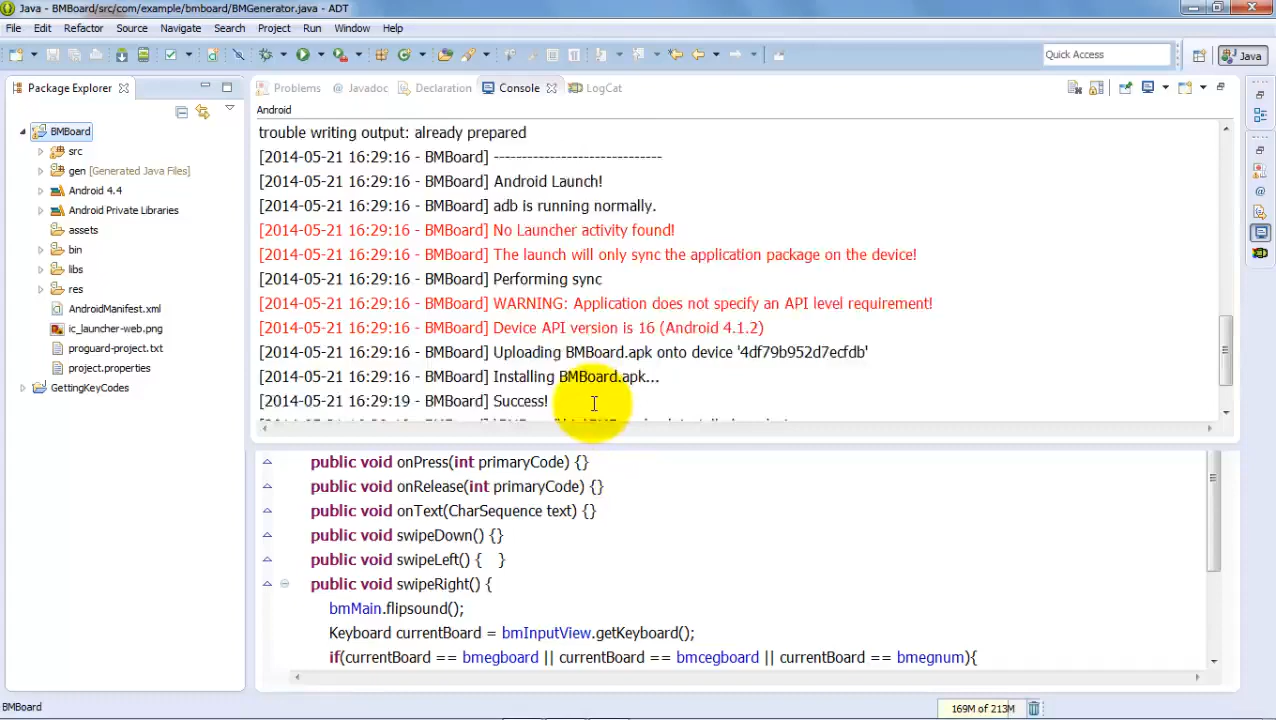 Java - BMBoard/src/com/example/bmboard/BMGenerator.java - ADT
File Edit Refactor Source Navigate Search Project Run Window Help
Quick Access
Java
Package Explorer
BMBoard
src
gen [Generated Java Files]
Android 4.4
Android Private Libraries
assets
bin
libs
res
AndroidManifest.xml
ic_launcher-web.png
proguard-project.txt
project.properties
GettingKeyCodes
Problems @ Javadoc Declaration Console LogCat
Android
trouble writing output: already prepared
[2014-05-21 16:29:16 - BMBoard] ------------------------------
[2014-05-21 16:29:16 - BMBoard] Android Launch!
[2014-05-21 16:29:16 - BMBoard] adb is running normally.
[2014-05-21 16:29:16 - BMBoard] No Launcher activity found!
[2014-05-21 16:29:16 - BMBoard] The launch will only sync the application package on the device!
[2014-05-21 16:29:16 - BMBoard] Performing sync
[2014-05-21 16:29:16 - BMBoard] WARNING: Application does not specify an API level requirement!
[2014-05-21 16:29:16 - BMBoard] Device API version is 16 (Android 4.1.2)
[2014-05-21 16:29:16 - BMBoard] Uploading BMBoard.apk onto device '4df79b952d7ecfdb'
[2014-05-21 16:29:16 - BMBoard] Installing BMBoard.apk...
[2014-05-21 16:29:19 - BMBoard] Success!
public void onPress(int primaryCode) {}
public void onRelease(int primaryCode) {}
public void onText(CharSequence text) {}
public void swipeDown() {}
public void swipeLeft() { }
public void swipeRight() {
bmMain.flipsound();
Keyboard currentBoard = bmInputView.getKeyboard();
if(currentBoard == bmegboard || currentBoard == bmcegboard || currentBoard == bmegnum){
BMBoard
169M of 213M